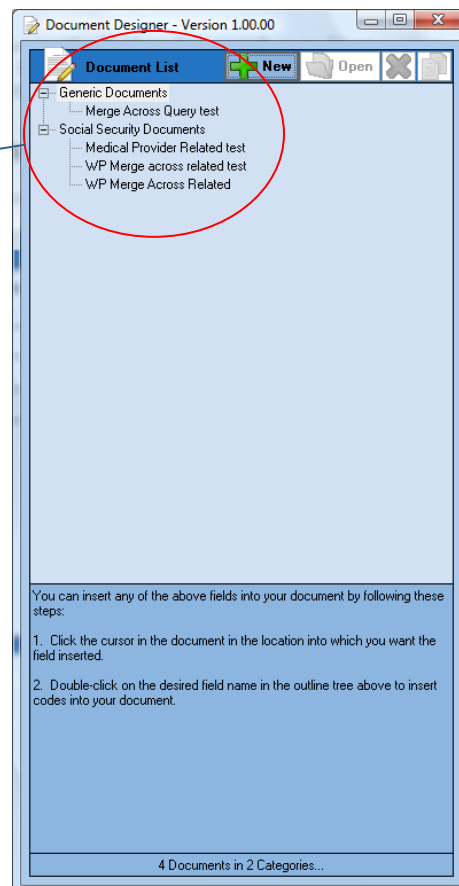 Document Designer - Version 1.00.00
Document List New Open
Generic Documents
Merge Across Query test
Social Security Documents
Medical Provider Related test
WP Merge across related test
WP Merge Across Related
You can insert any of the above fields into your document by following these
steps:
1. Click the cursor in the document in the location into which you want the
field inserted.
2. Double-click on the desired field name in the outline tree above to insert
codes into your document.
4 Documents in 2 Categories...